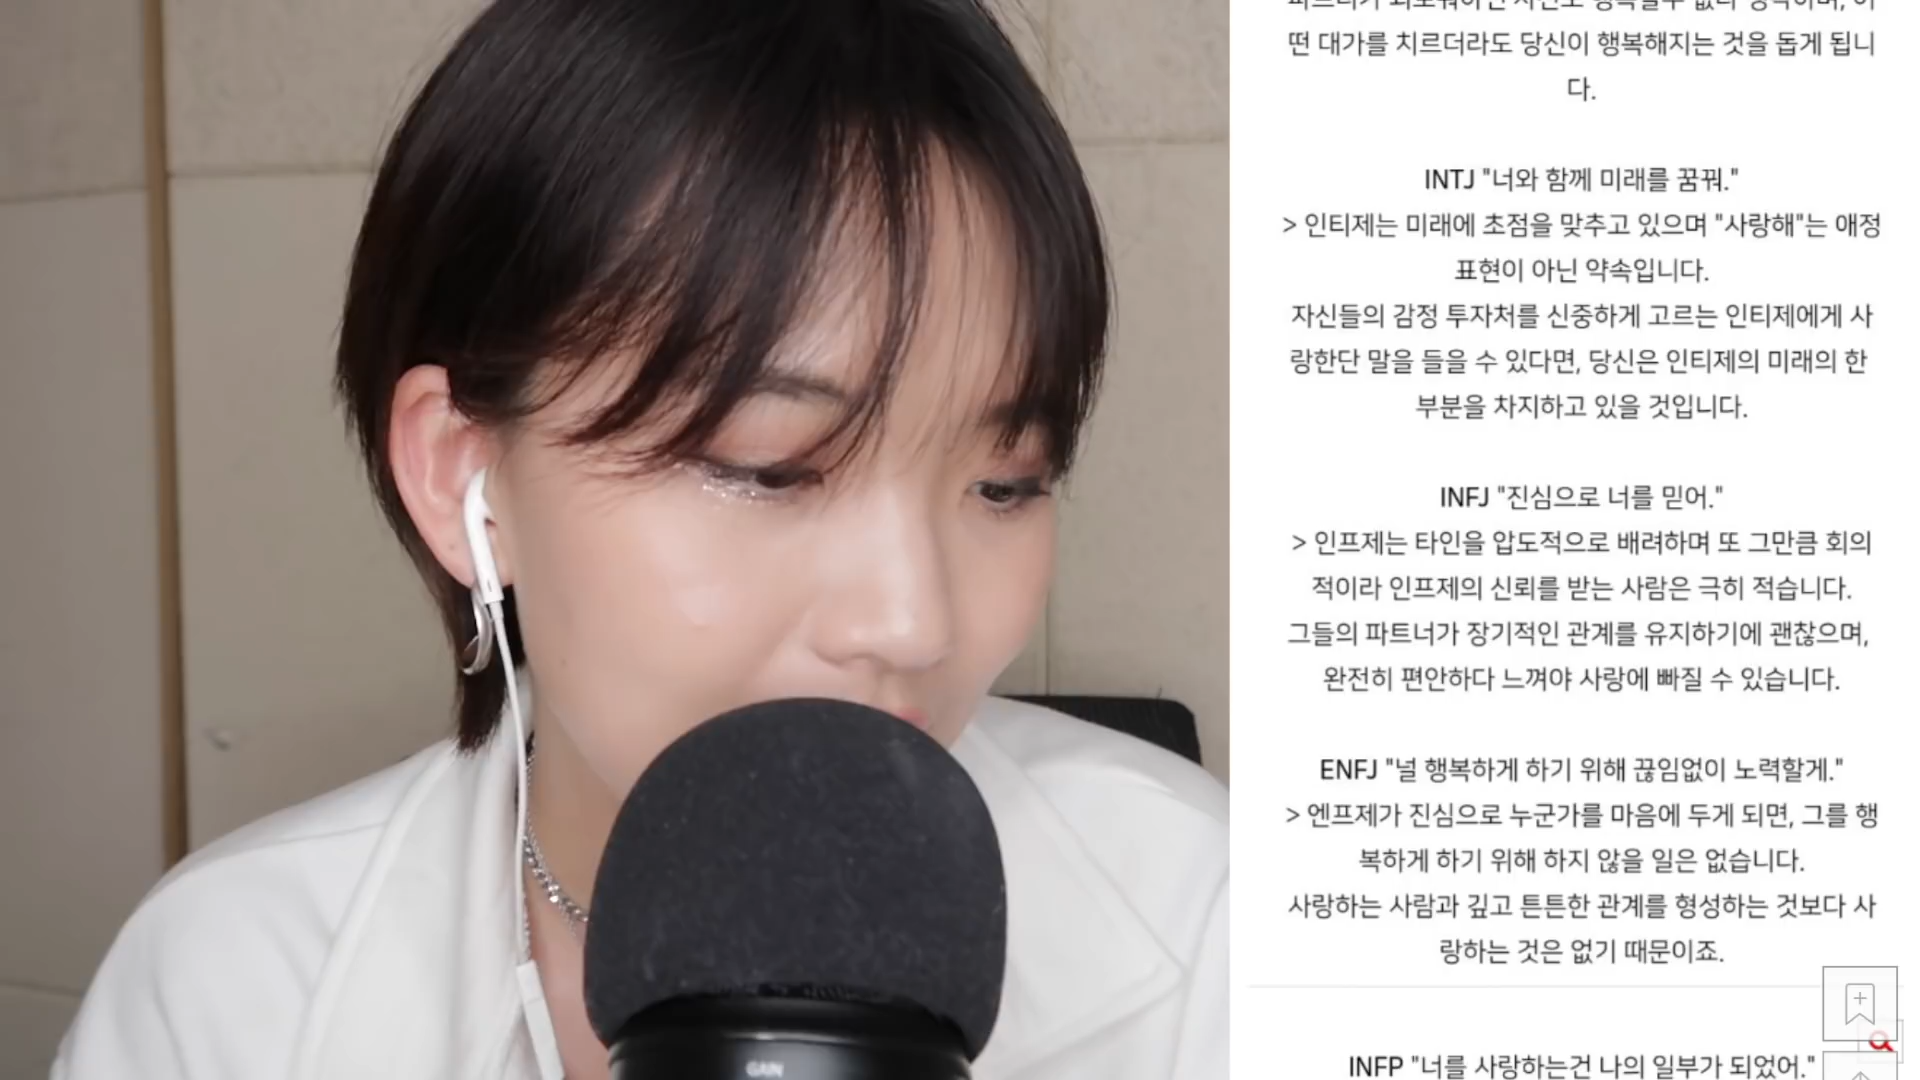 떤 대가를 치르더라도 당신이 행복해지는 것을 돕게 됩니
다.
INTJ "너와 함께 미래를 꿈꿔."
> 인티제는 미래에 초점을 맞추고 있으며 "사랑해"는 애정
표현이 아닌 약속입니다.
자신들의 감정 투자처를 신중하게 고르는 인티제에게 사
랑한단 말을 들을 수 있다면, 당신은 인티제의 미래의 한
부분을 차지하고 있을 것입니다.
INFJ "진심으로 너를 믿어."
> 인프제는 타인을 압도적으로 배려하며 또 그만큼 회의
적이라 인프제의 신뢰를 받는 사람은 극히 적습니다.
그들의 파트너가 장기적인 관계를 유지하기에 괜찮으며,
완전히 편안하다 느껴야 사랑에 빠질 수 있습니다.
ENFJ "널 행복하게 하기 위해 끊임없이 노력할게."
> 엔프제가 진심으로 누군가를 마음에 두게 되면, 그를 행
복하게 하기 위해 하지 않을 일은 없습니다.
사랑하는 사람과 깊고 튼튼한 관계를 형성하는 것보다 사
랑하는 것은 없기 때문이죠.
INFP "너를 사랑하는건 나의 일부가 되었어."
GAIN